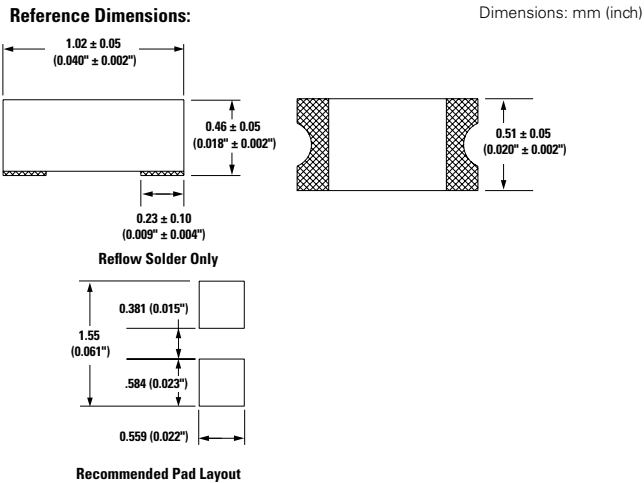 Reference Dimensions:
Dimensions: mm (inch)
1.02 ± 0.05
(0.040" ± 0.002")
0.46 ± 0.05
(0.018" ± 0.002")
0.51 ± 0.05
(0.020" ± 0.002")
0.23 ± 0.10
(0.009" ± 0.004")
Reflow Solder Only
0.381 (0.015")
1.55
(0.061")
.584 (0.023")
0.559 (0.022")
Recommended Pad Layout